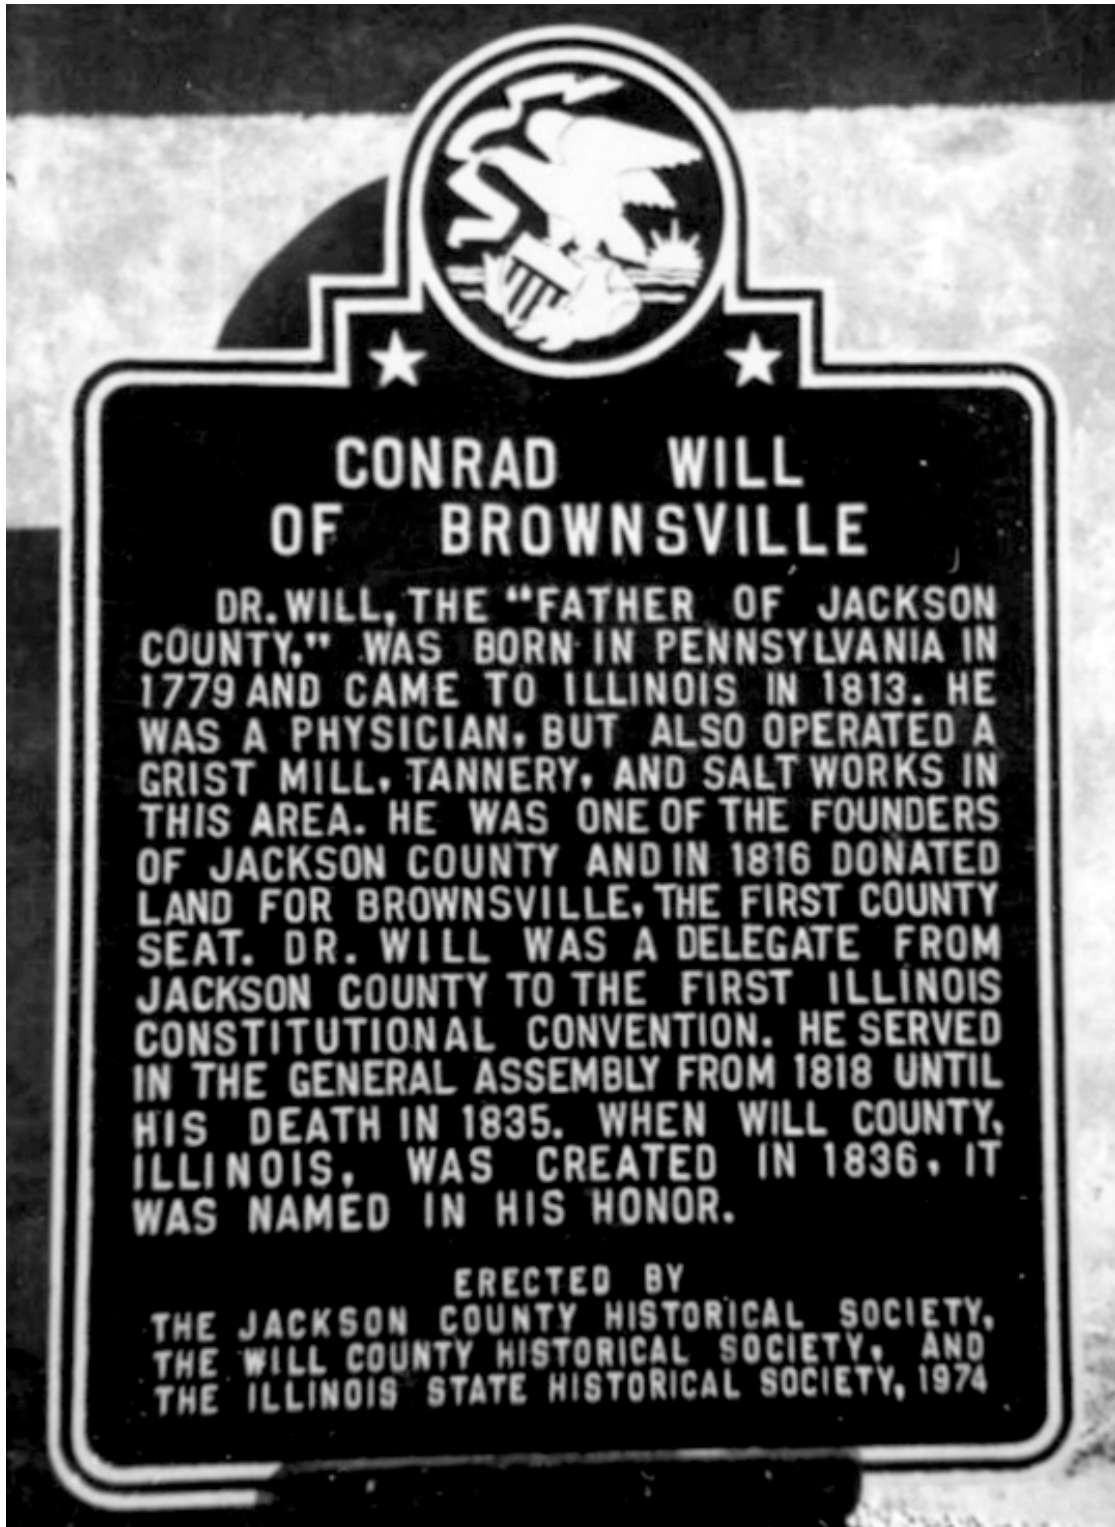 CONRAD WILL
OF BROWNSVILLE
DR. WILL, THE "FATHER OF JACKSON
COUNTY," WAS BORN IN PENNSYLVANIA IN
1779 AND CAME TO ILLINOIS IN 1813. HE
WAS A PHYSICIAN, BUT ALSO OPERATED A
GRIST MILL, TANNERY, AND SALT WORKS IN
THIS AREA. HE WAS ONE OF THE FOUNDERS
OF JACKSON COUNTY AND IN 1816 DONATED
LAND FOR BROWNSVILLE, THE FIRST COUNTY
SEAT. DR. WILL WAS A DELEGATE FROM
JACKSON COUNTY TO THE FIRST ILLINOIS
CONSTITUTIONAL CONVENTION. HE SERVED
IN THE GENERAL ASSEMBLY FROM 1818 UNTIL
HIS DEATH IN 1835. WHEN WILL COUNTY,
ILLINOIS, WAS CREATED IN 1836, IT
WAS NAMED IN HIS HONOR.
ERECTED BY
THE JACKSON COUNTY HISTORICAL SOCIETY,
THE WILL COUNTY HISTORICAL SOCIETY, AND
THE ILLINOIS STATE HISTORICAL SOCIETY, 1974